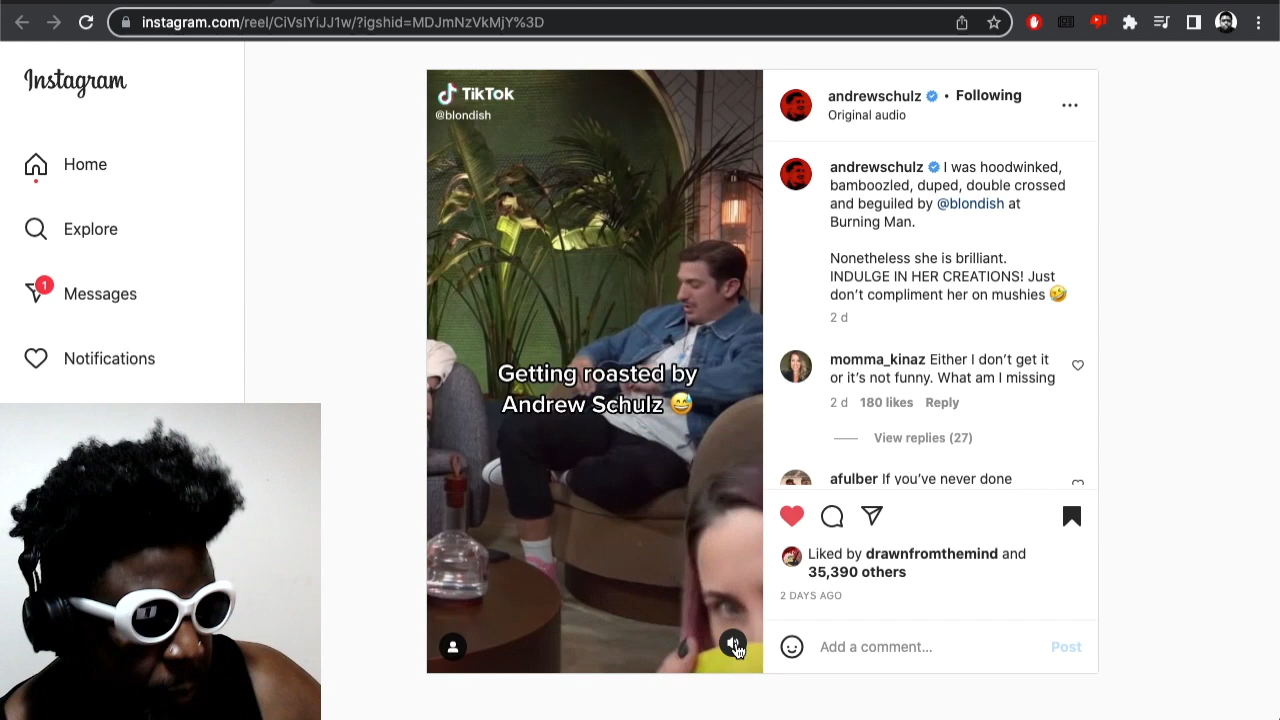 instagram.com/reel/CiVslYiJJ1w/?igshid=MDJmNzVkMjY%3D
Instagram
Home
Explore
1
Messages
Notifications
TikTok
@blondish
Getting roasted by
Andrew Schulz 😅
andrewschulz • Following
Original audio
andrewschulz I was hoodwinked,
bamboozled, duped, double crossed
and beguiled by @blondish at
Burning Man.
Nonetheless she is brilliant.
INDULGE IN HER CREATIONS! Just
don't compliment her on mushies 🤣
2 d
momma_kinaz Either I don't get it
or it's not funny. What am I missing
2 d 180 likes Reply
View replies (27)
afulber If you've never done
Liked by drawnfromthemind and
35,390 others
2 DAYS AGO
Add a comment...
Post